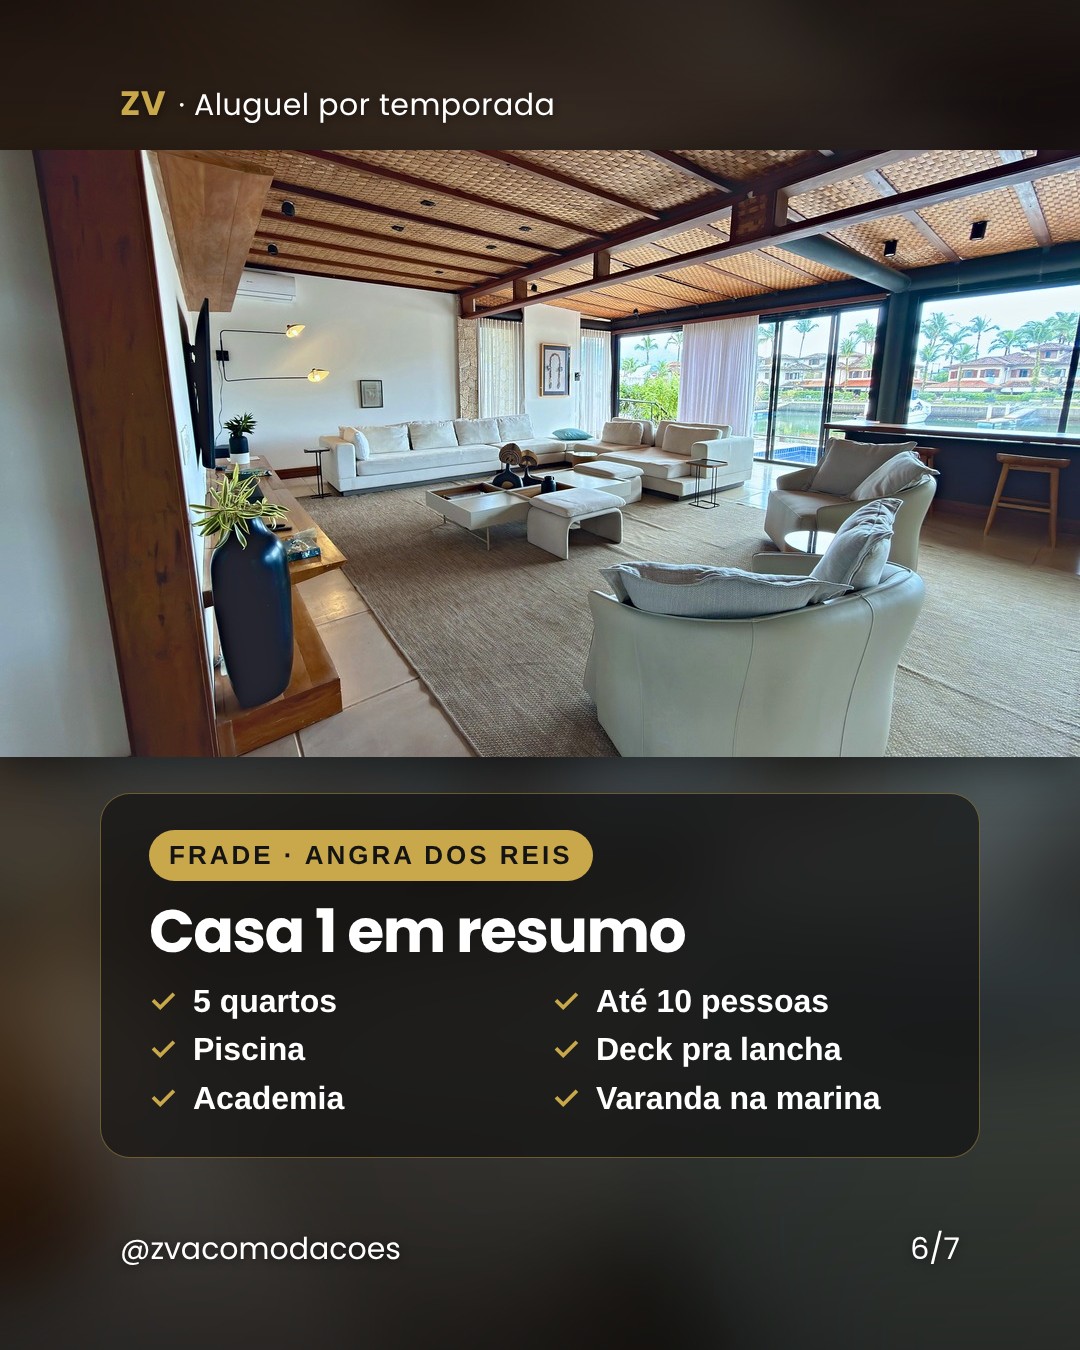 ZV · Aluguel por temporada
FRADE · ANGRA DOS REIS
Casa 1 em resumo
5 quartos
Até 10 pessoas
Piscina
Deck pra lancha
Academia
Varanda na marina
@zvacomodacoes
6/7